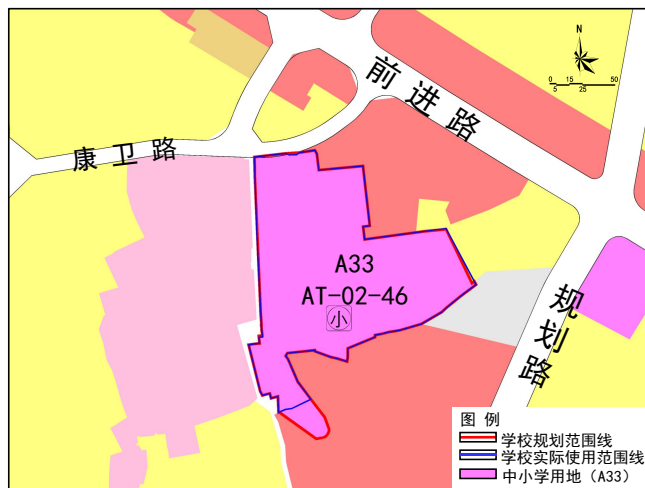 前进路
N
0 15 50
5 25
康卫路
A33
AT-02-46
小
规划路
图 例
学校规划范围线
学校实际使用范围线
中小学用地（A33）